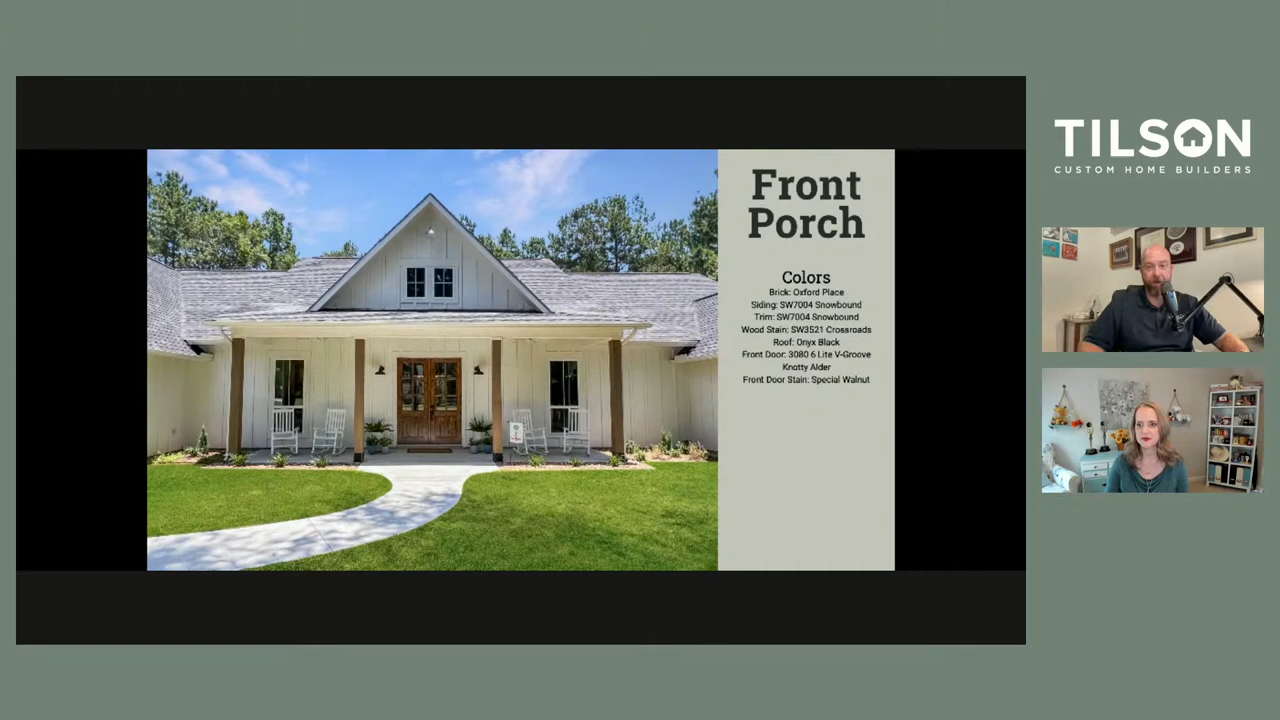 Front
Porch
Colors
Brick: Oxford Place
Siding: SW7004 Snowbound
Trim: SW7004 Snowbound
Wood Stain: SW3521 Crossroads
Roof: Onyx Black
Front Door: 3080 6 Lite V-Groove
Knotty Alder
Front Door Stain: Special Walnut
TILSON
CUSTOM HOME BUILDERS